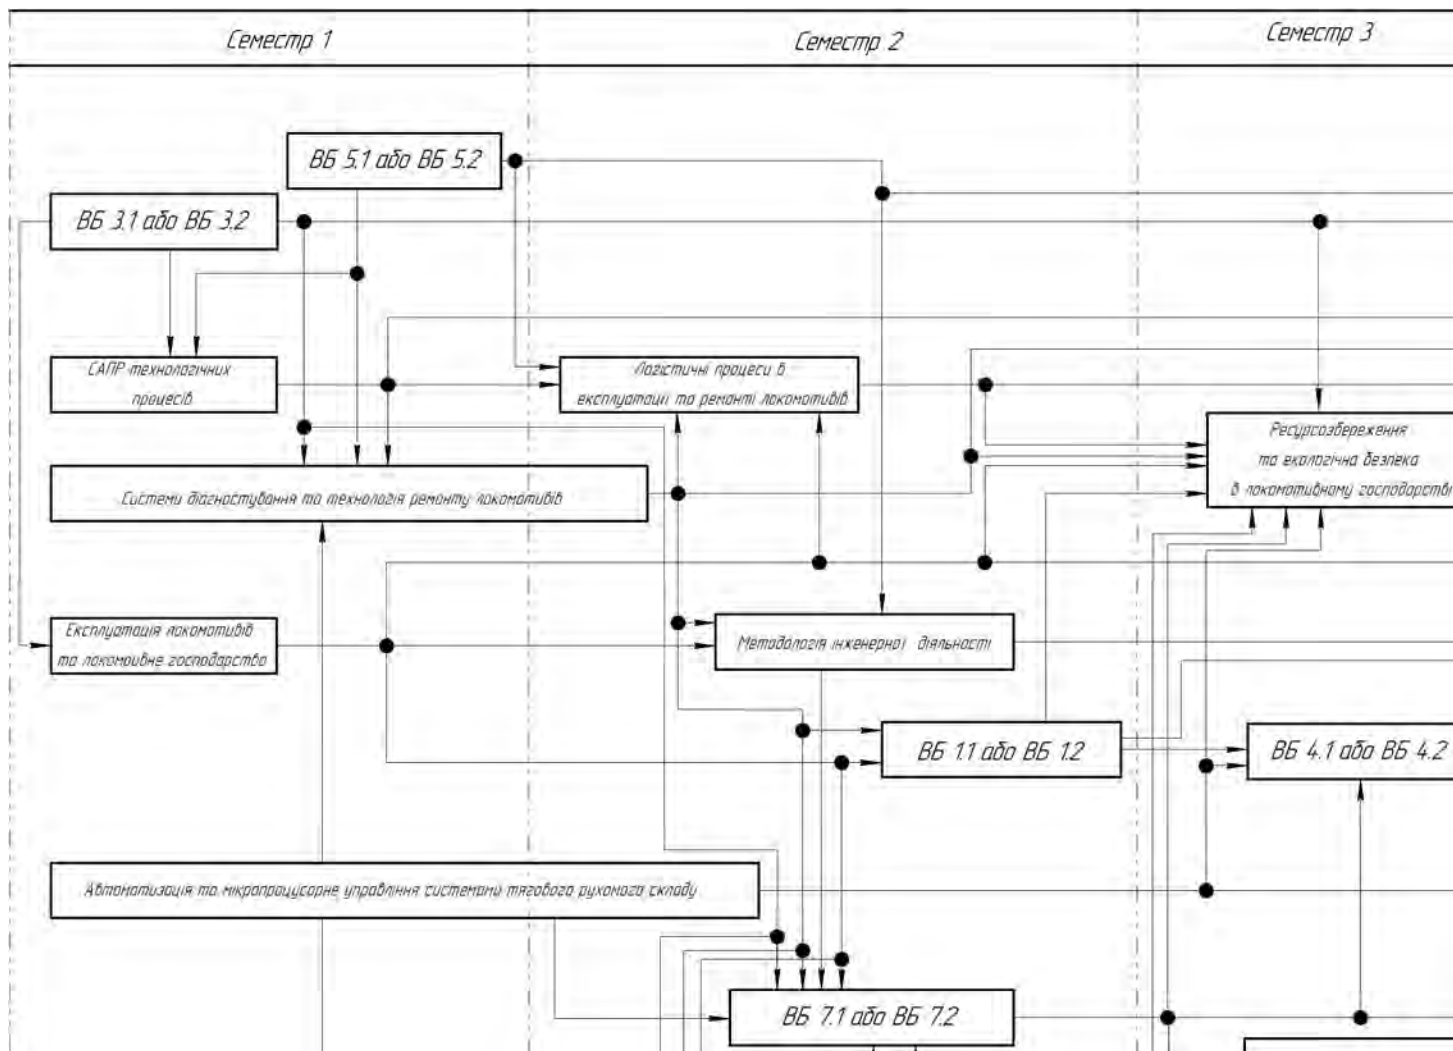 Семестр 1
Семестр 2
Семестр 3
ВБ 5.1 або ВБ 5.2
ВБ 3.1 або ВБ 3.2
САПР технологічних
процесів
Логістичні процеси в
експлуатації та ремонті локомотивів
Ресурсозбереження
та екологічна безпека
в локомотивному господарстві
Системи діагностування та технологія ремонту локомотивів
Експлуатація локомотивів
та локомоивне господарство
Методологія інженерної діяльності
ВБ 1.1 або ВБ 1.2
ВБ 4.1 або ВБ 4.2
Автоматизація та мікропроцусорне управління системами тягового рухомого складу
ВБ 7.1 або ВБ 7.2